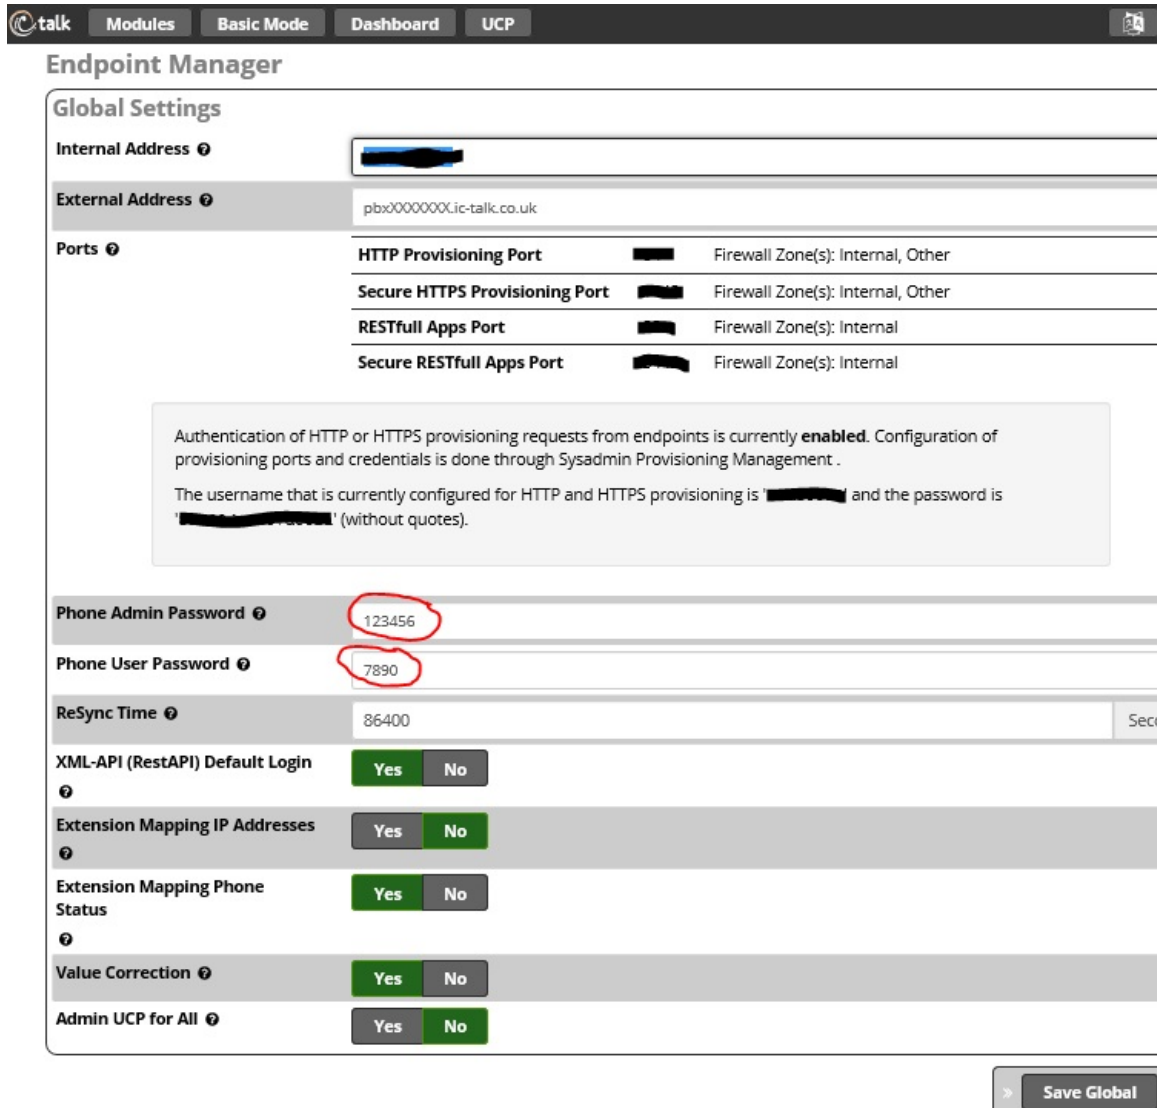 C talk Modules Basic Mode Dashboard UCP
Endpoint Manager
Global Settings
Internal Address
External Address pbxXXXXXXX.ic-talk.co.uk
Ports HTTP Provisioning Port Firewall Zone(s): Internal, Other
Secure HTTPS Provisioning Port Firewall Zone(s): Internal, Other
RESTfull Apps Port Firewall Zone(s): Internal
Secure RESTfull Apps Port Firewall Zone(s): Internal
Authentication of HTTP or HTTPS provisioning requests from endpoints is currently enabled. Configuration of
provisioning ports and credentials is done through Sysadmin Provisioning Management .
The username that is currently configured for HTTP and HTTPS provisioning is ' ' and the password is
' ' (without quotes).
Phone Admin Password 123456
Phone User Password 7890
ReSync Time 86400 Seco
XML-API (RestAPI) Default Login Yes No
Extension Mapping IP Addresses Yes No
Extension Mapping Phone Yes No
Status
Value Correction Yes No
Admin UCP for All Yes No
» Save Global